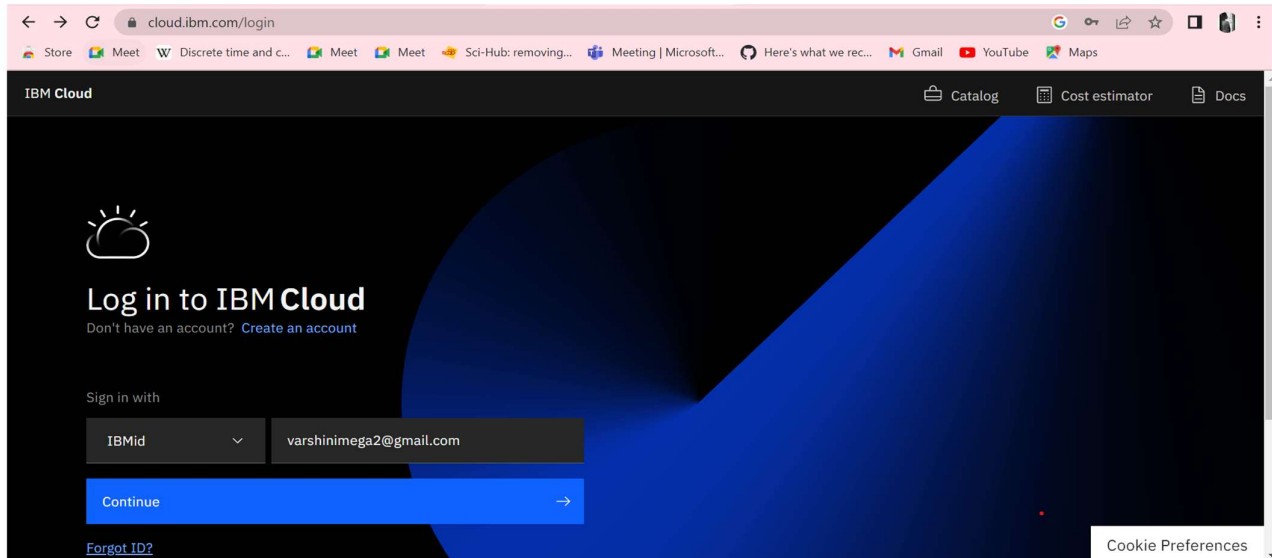 cloud.ibm.com/login
Store Meet Discrete time and c... Meet Meet Sci-Hub: removing... Meeting | Microsoft... Here's what we rec... Gmail YouTube Maps
IBM Cloud Catalog Cost estimator Docs
Log in to IBM Cloud
Don't have an account? Create an account
Sign in with
IBMid varshinimega2@gmail.com
Continue
Forgot ID?
Cookie Preferences